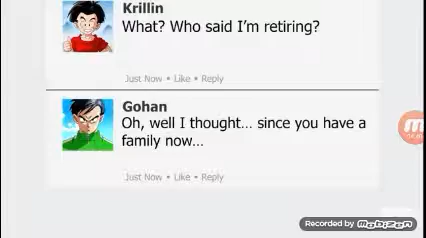 Krillin
What? Who said I'm retiring?
Just Now • Like • Reply
Gohan
Oh, well I thought... since you have a
family now...
Just Now • Like • Reply
Recorded by mobizen